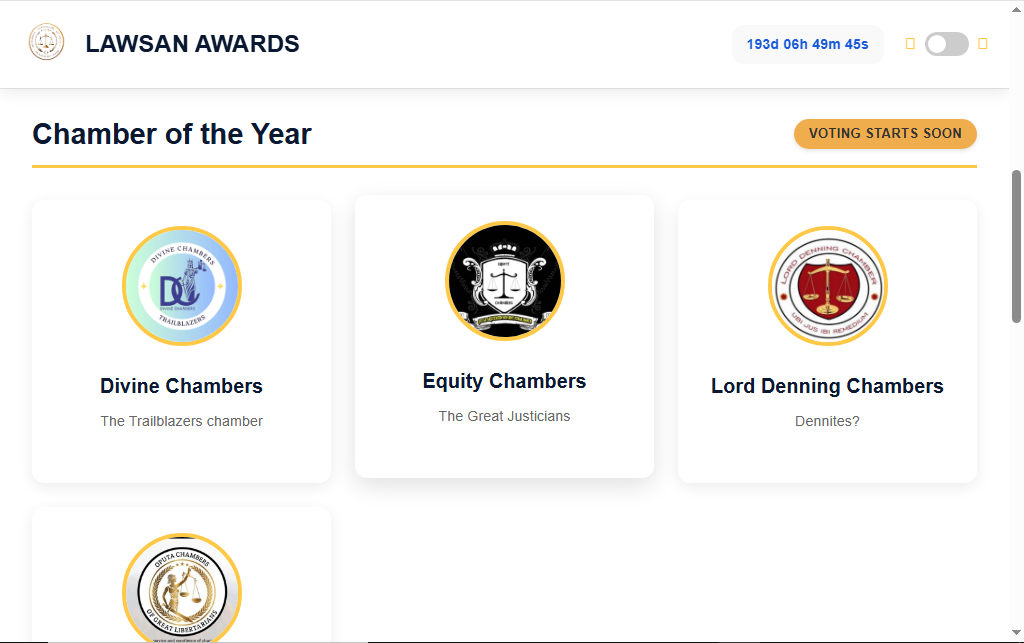 LAWSAN AWARDS
193d 06h 49m 45s
Chamber of the Year
VOTING STARTS SOON
DIVINE CHAMBERS
DC
DIVINE CHAMBERS
TRAILBLAZERS
Divine Chambers
The Trailblazers chamber
EQUITY
CHAMBERS
Equity Chambers
The Great Justicians
LORD DENNING CHAMBER
UBI JUS IBI REMEDIUM
Lord Denning Chambers
Dennites?
OPUTA CHAMBERS
OF GREAT LIBERTARIANS